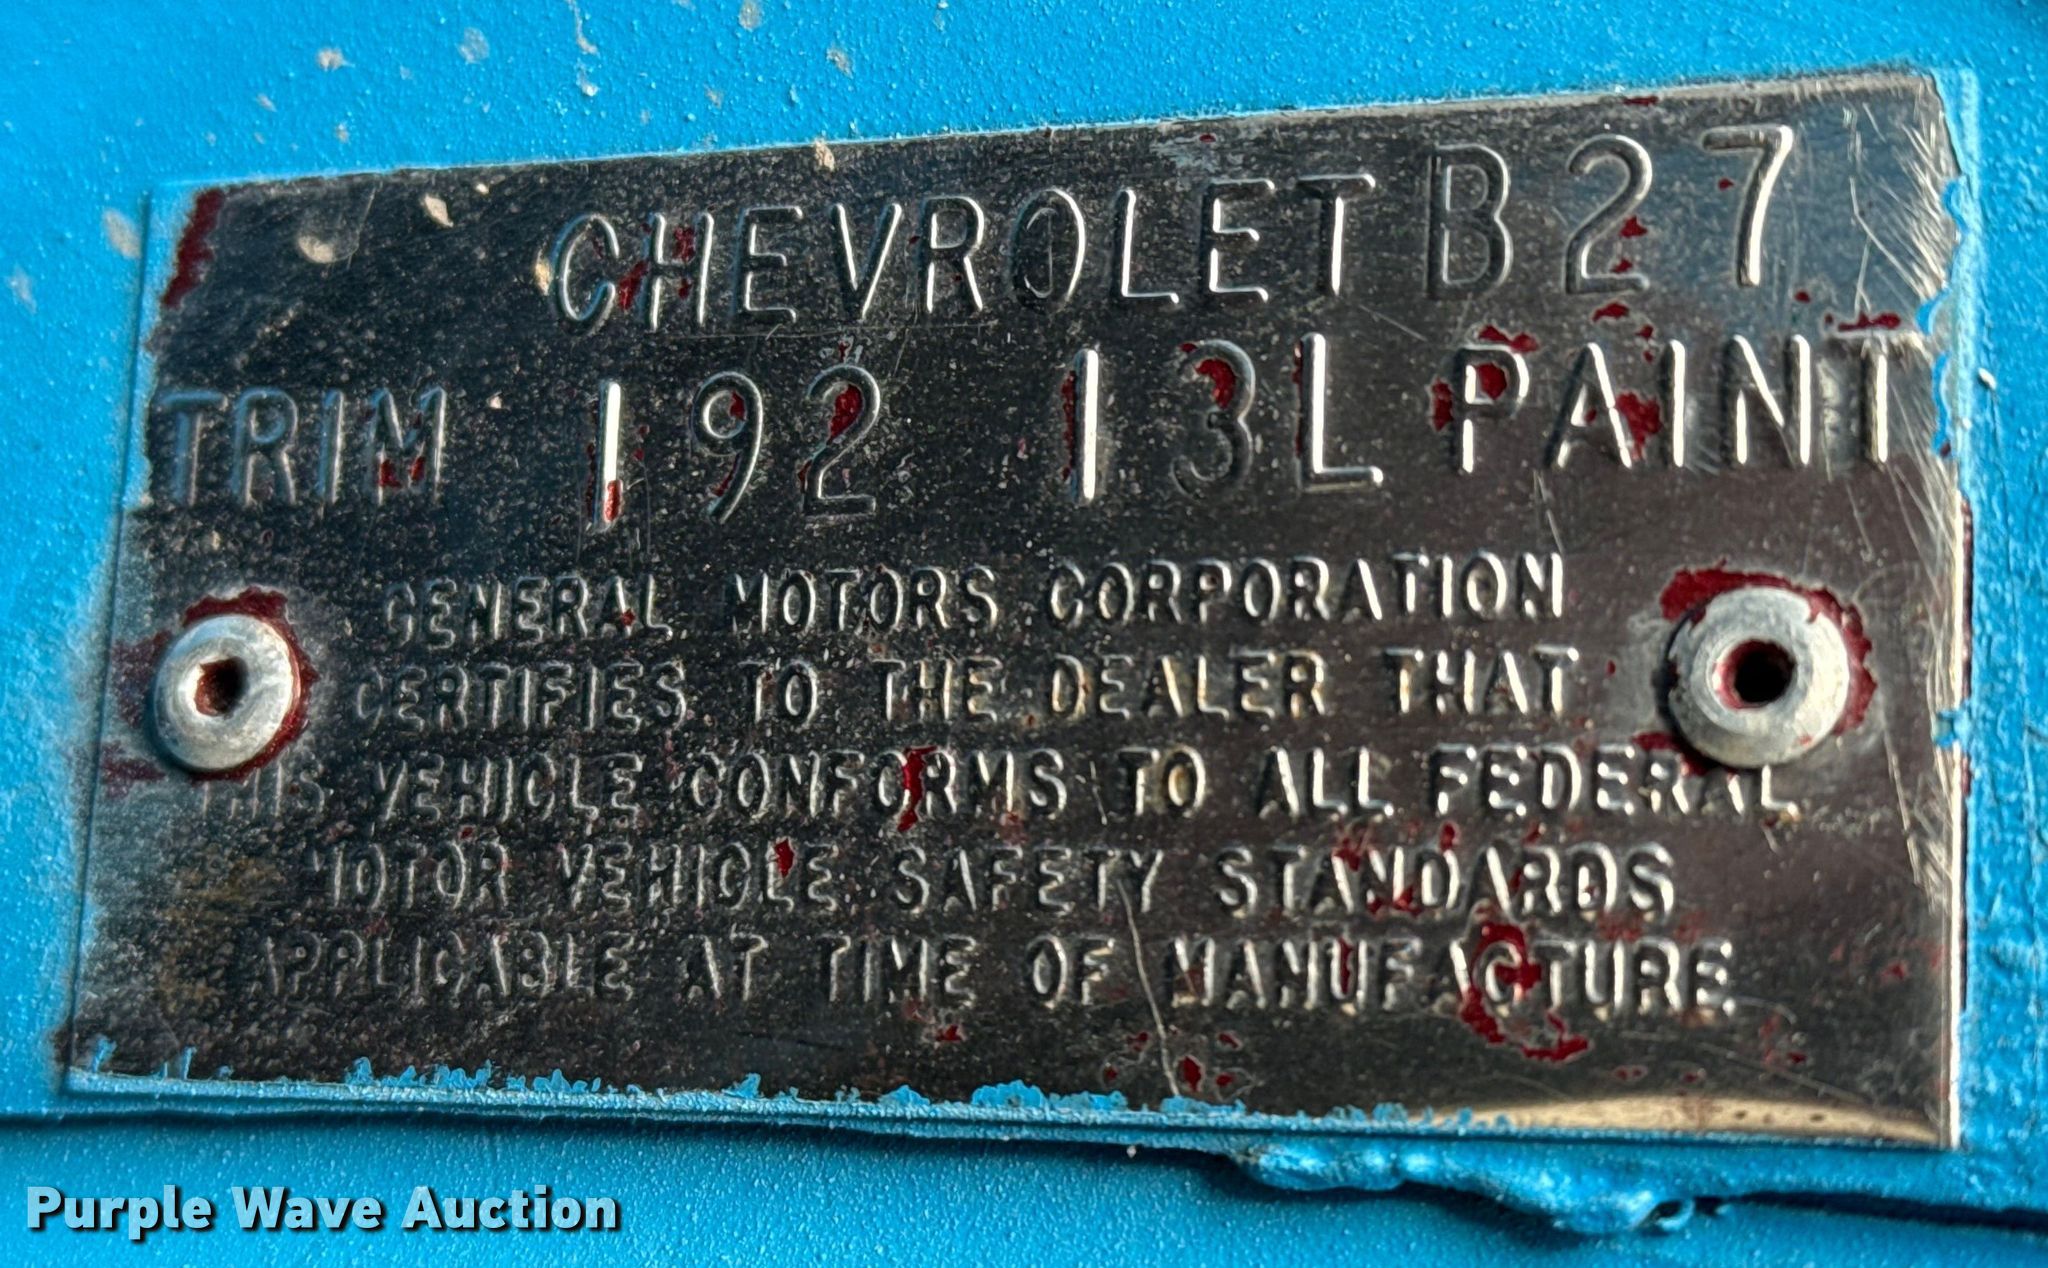 CHEVROLET B27
TRIM 192 13L PAINT
GENERAL MOTORS CORPORATION
CERTIFIES TO THE DEALER THAT
THIS VEHICLE CONFORMS TO ALL FEDERAL
MOTOR VEHICLE SAFETY STANDARDS
APPLICABLE AT TIME OF MANUFACTURE
Purple Wave Auction